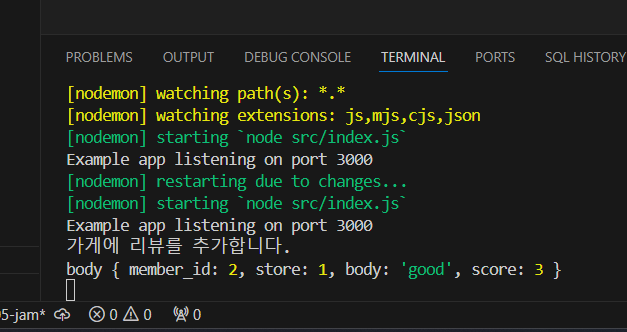 PROBLEMS OUTPUT DEBUG CONSOLE TERMINAL PORTS SQL HISTORY
[nodemon] watching path(s): *.*
[nodemon] watching extensions: js,mjs,cjs,json
[nodemon] starting `node src/index.js`
Example app listening on port 3000
[nodemon] restarting due to changes...
[nodemon] starting `node src/index.js`
Example app listening on port 3000
가게에 리뷰를 추가합니다.
body { member_id: 2, store: 1, body: 'good', score: 3 }
05-jam* 0 0 0